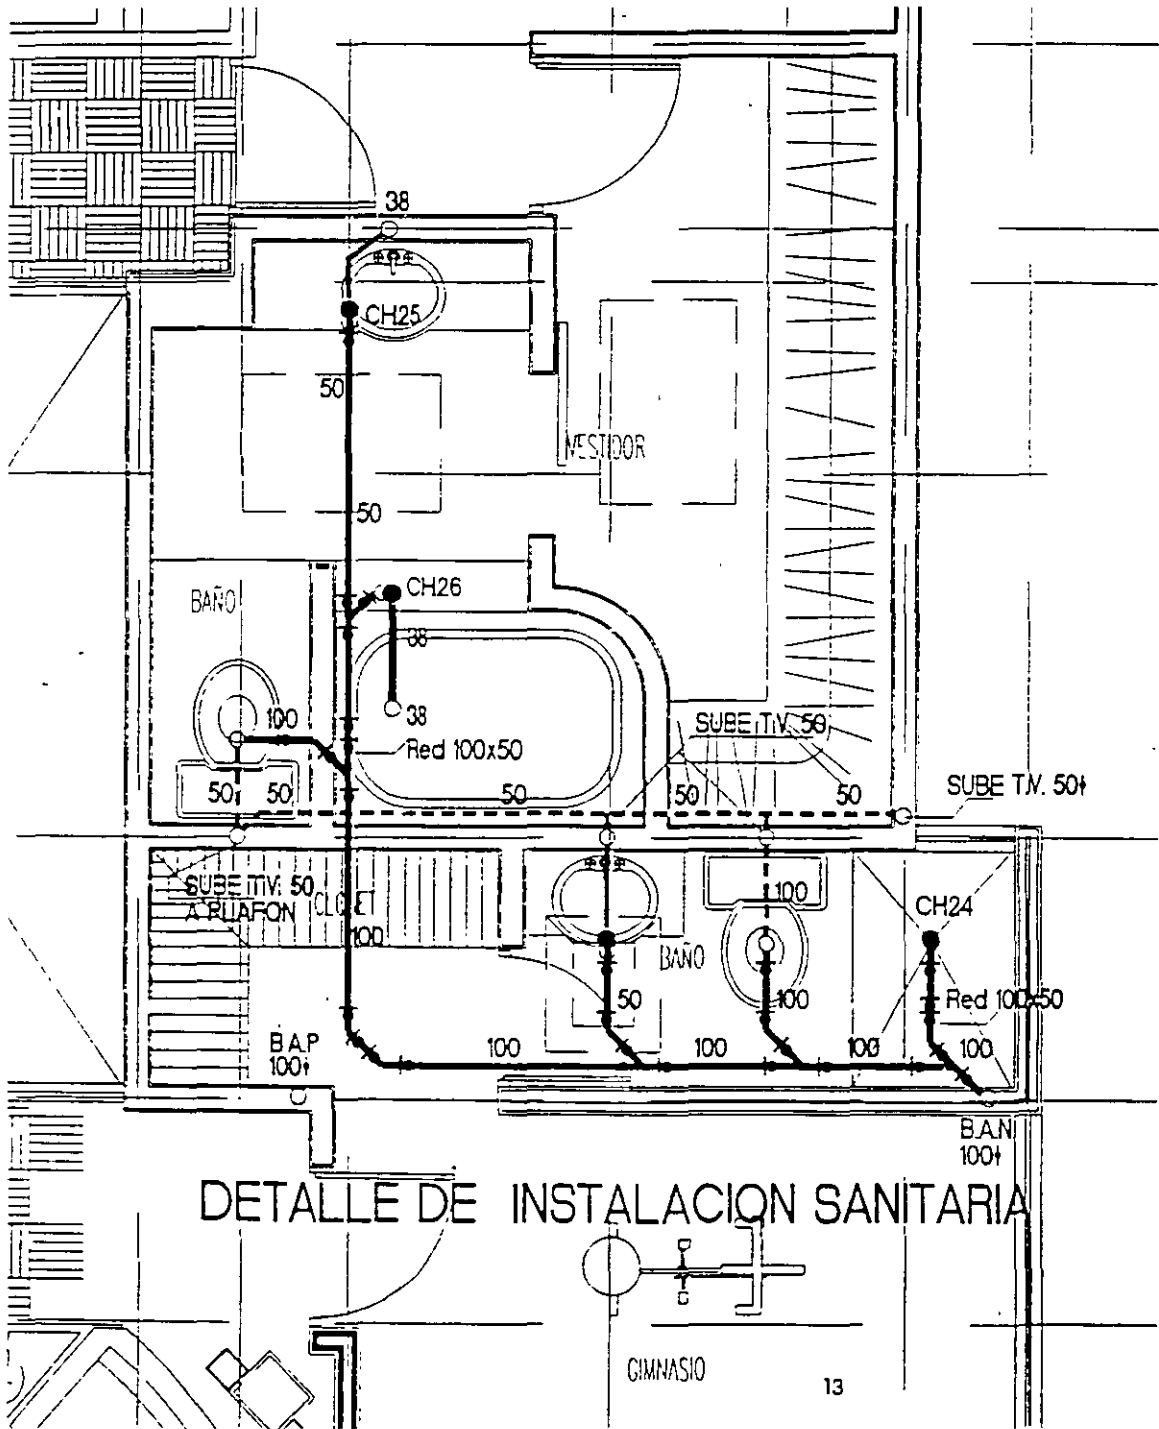 38
CH25
50
VESTIDOR
50
BAÑO
CH26
38
38
100
Red 100x50
SUBE T.V. 50
50
50
50
50
50
SUBE T.V. 50
SUBE T.V. 50
A PLAFON
CLOSET
100
100
CH24
BAÑO
50
100
Red 100x50
B.A.P
100
100
100
100
100
B.A.N
100
DETALLE DE INSTALACION SANITARIA
GIMNASIO
13